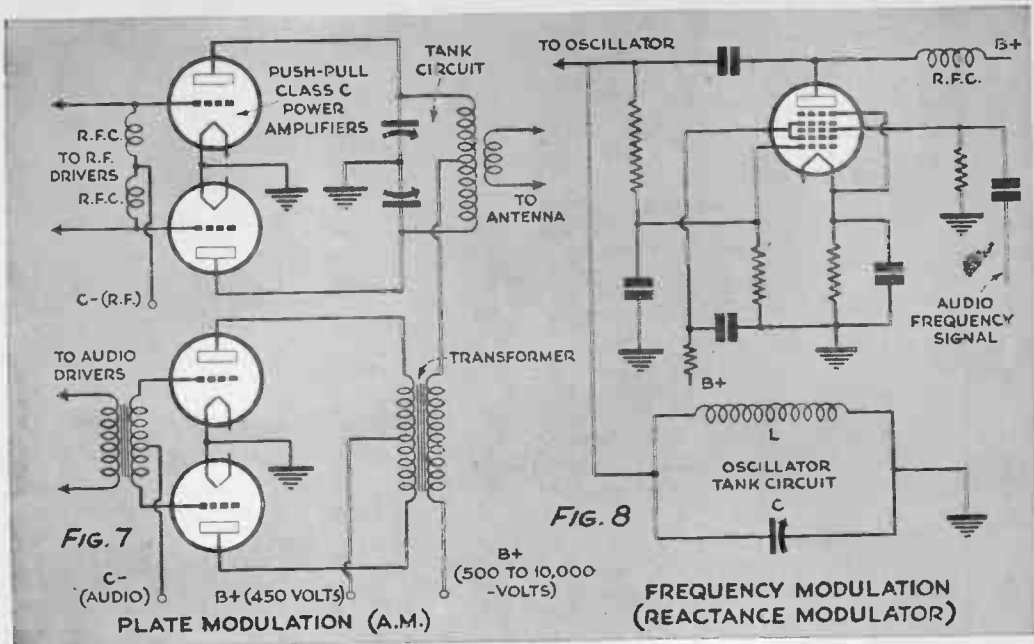 PUSH-PULL
CLASS C
POWER
AMPLIFIERS
TANK
CIRCUIT
R.F.C.
TO R.F.
DRIVERS
R.F.C.
TO
ANTENNA
C-(R.F.)
TO AUDIO
DRIVERS
TRANSFORMER
FIG. 7
C-
(AUDIO)
B+(450 VOLTS)
B+
(500 TO 10,000
-VOLTS)
PLATE MODULATION (A.M.)
TO OSCILLATOR
B+
R.F.C.
AUDIO
FREQUENCY
SIGNAL
B+
L
OSCILLATOR
TANK CIRCUIT
C
FIG. 8
FREQUENCY MODULATION
(REACTANCE MODULATOR)